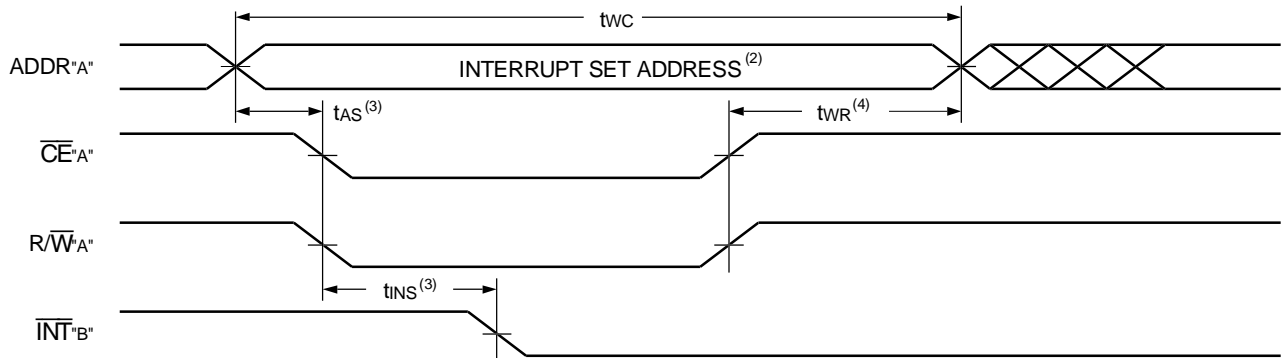 tWC
ADDR"A"
INTERRUPT SET ADDRESS(2)
tAS(3)
tWR(4)
CE"A"
R/W"A"
tINS(3)
INT"B"